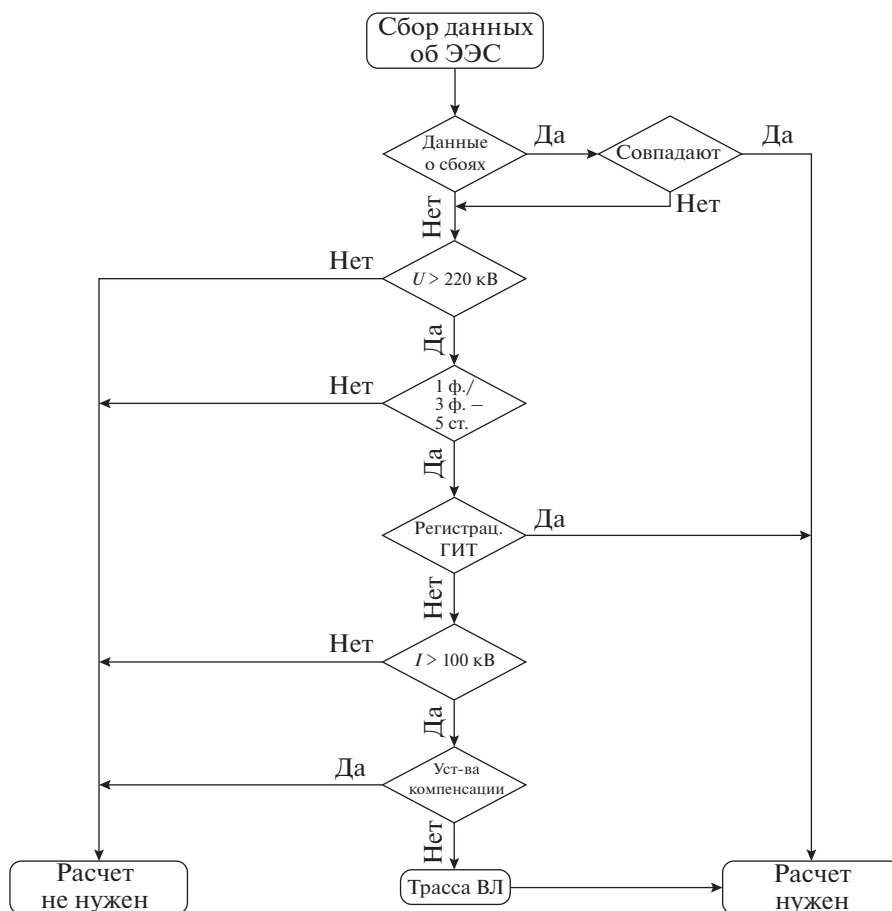 Сбор данных
об ЭЭС
Данные
о сбоях
Да
Совпадают
Да
Нет
Нет
Нет
U > 220 кВ
Да
Нет
1 ф./
3 ф. –
5 ст.
Да
Регистрац.
ГИТ
Да
Нет
Нет
I > 100 кВ
Да
Да
Уст-ва
компенсации
Нет
Расчет
не нужен
Трасса ВЛ
Расчет
нужен